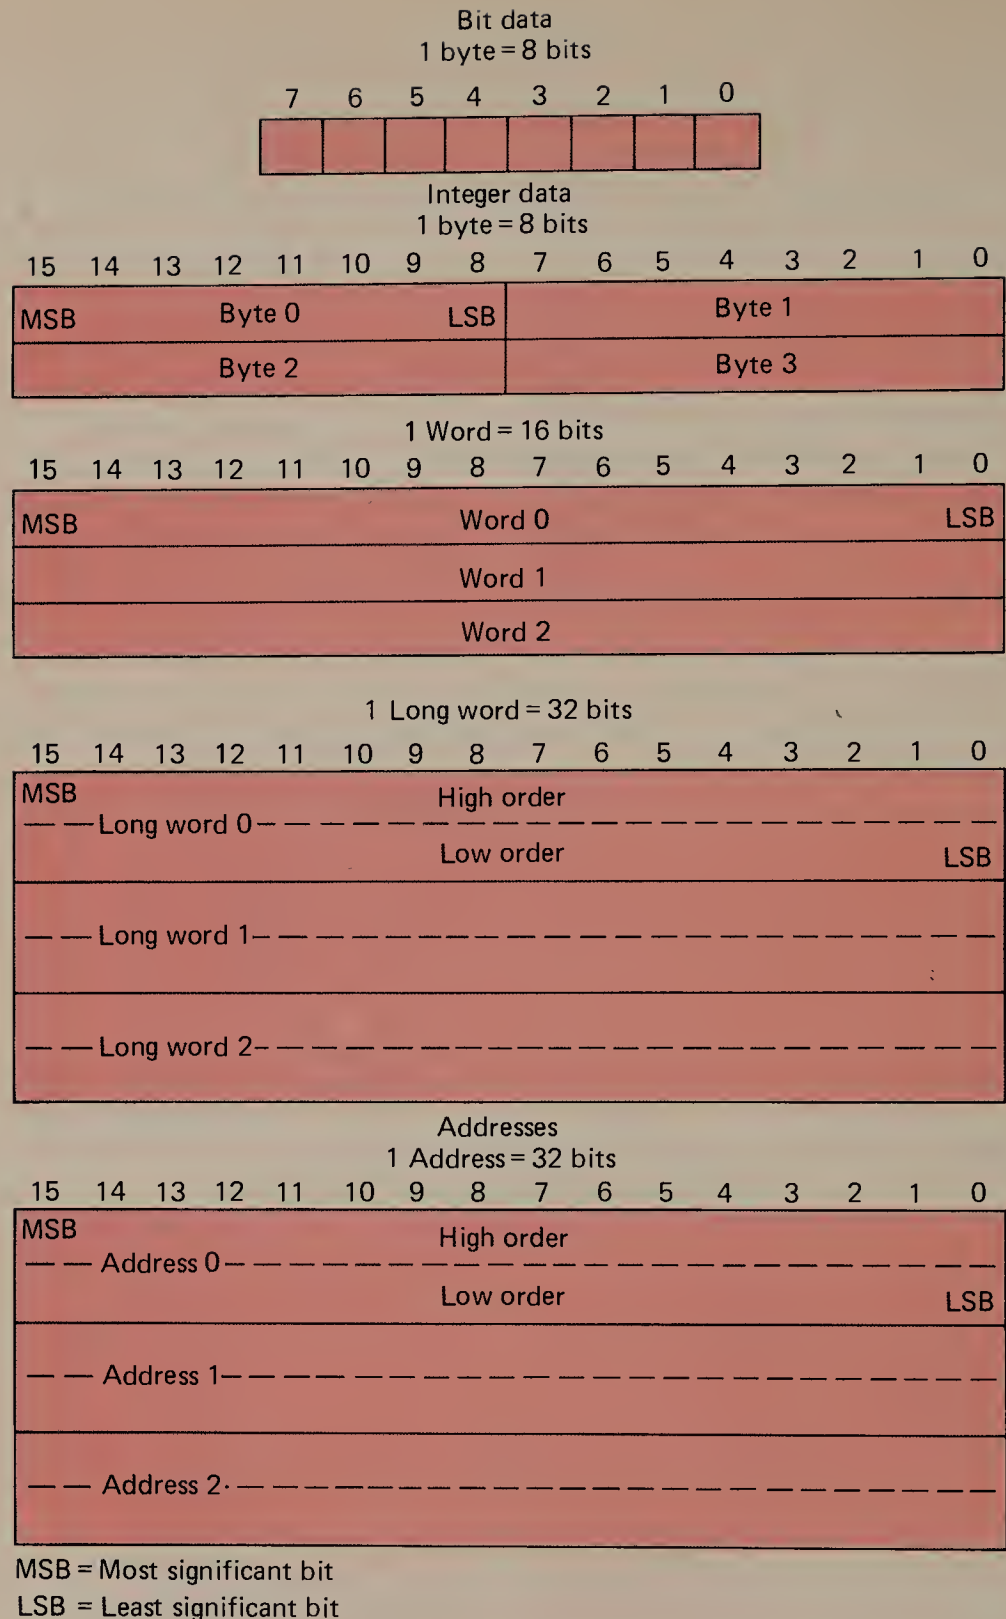 Bit data
1 byte = 8 bits
7 6 5 4 3 2 1 0
Integer data
1 byte = 8 bits
15 14 13 12 11 10 9 8 7 6 5 4 3 2 1 0
MSB Byte 0 LSB Byte 1
Byte 2 Byte 3
1 Word = 16 bits
15 14 13 12 11 10 9 8 7 6 5 4 3 2 1 0
MSB Word 0 LSB
Word 1
Word 2
1 Long word = 32 bits
15 14 13 12 11 10 9 8 7 6 5 4 3 2 1 0
MSB High order
Long word 0
Low order LSB
Long word 1
Long word 2
Addresses
1 Address = 32 bits
15 14 13 12 11 10 9 8 7 6 5 4 3 2 1 0
MSB High order
Address 0
Low order LSB
Address 1
Address 2
MSB = Most significant bit
LSB = Least significant bit